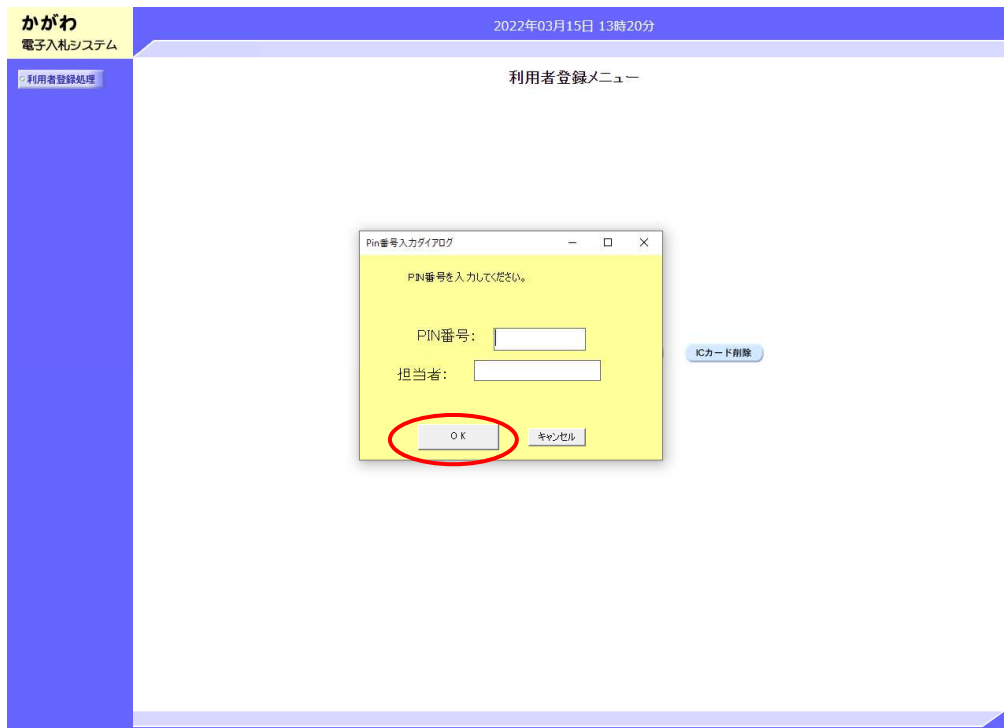 かがわ
電子入札システム
2022年03月15日 13時20分
利用者登録処理
利用者登録メニュー
Pin番号入力ダイアログ
PIN番号を入力してください。
PIN番号:
担当者:
OK
キャンセル
ICカード削除